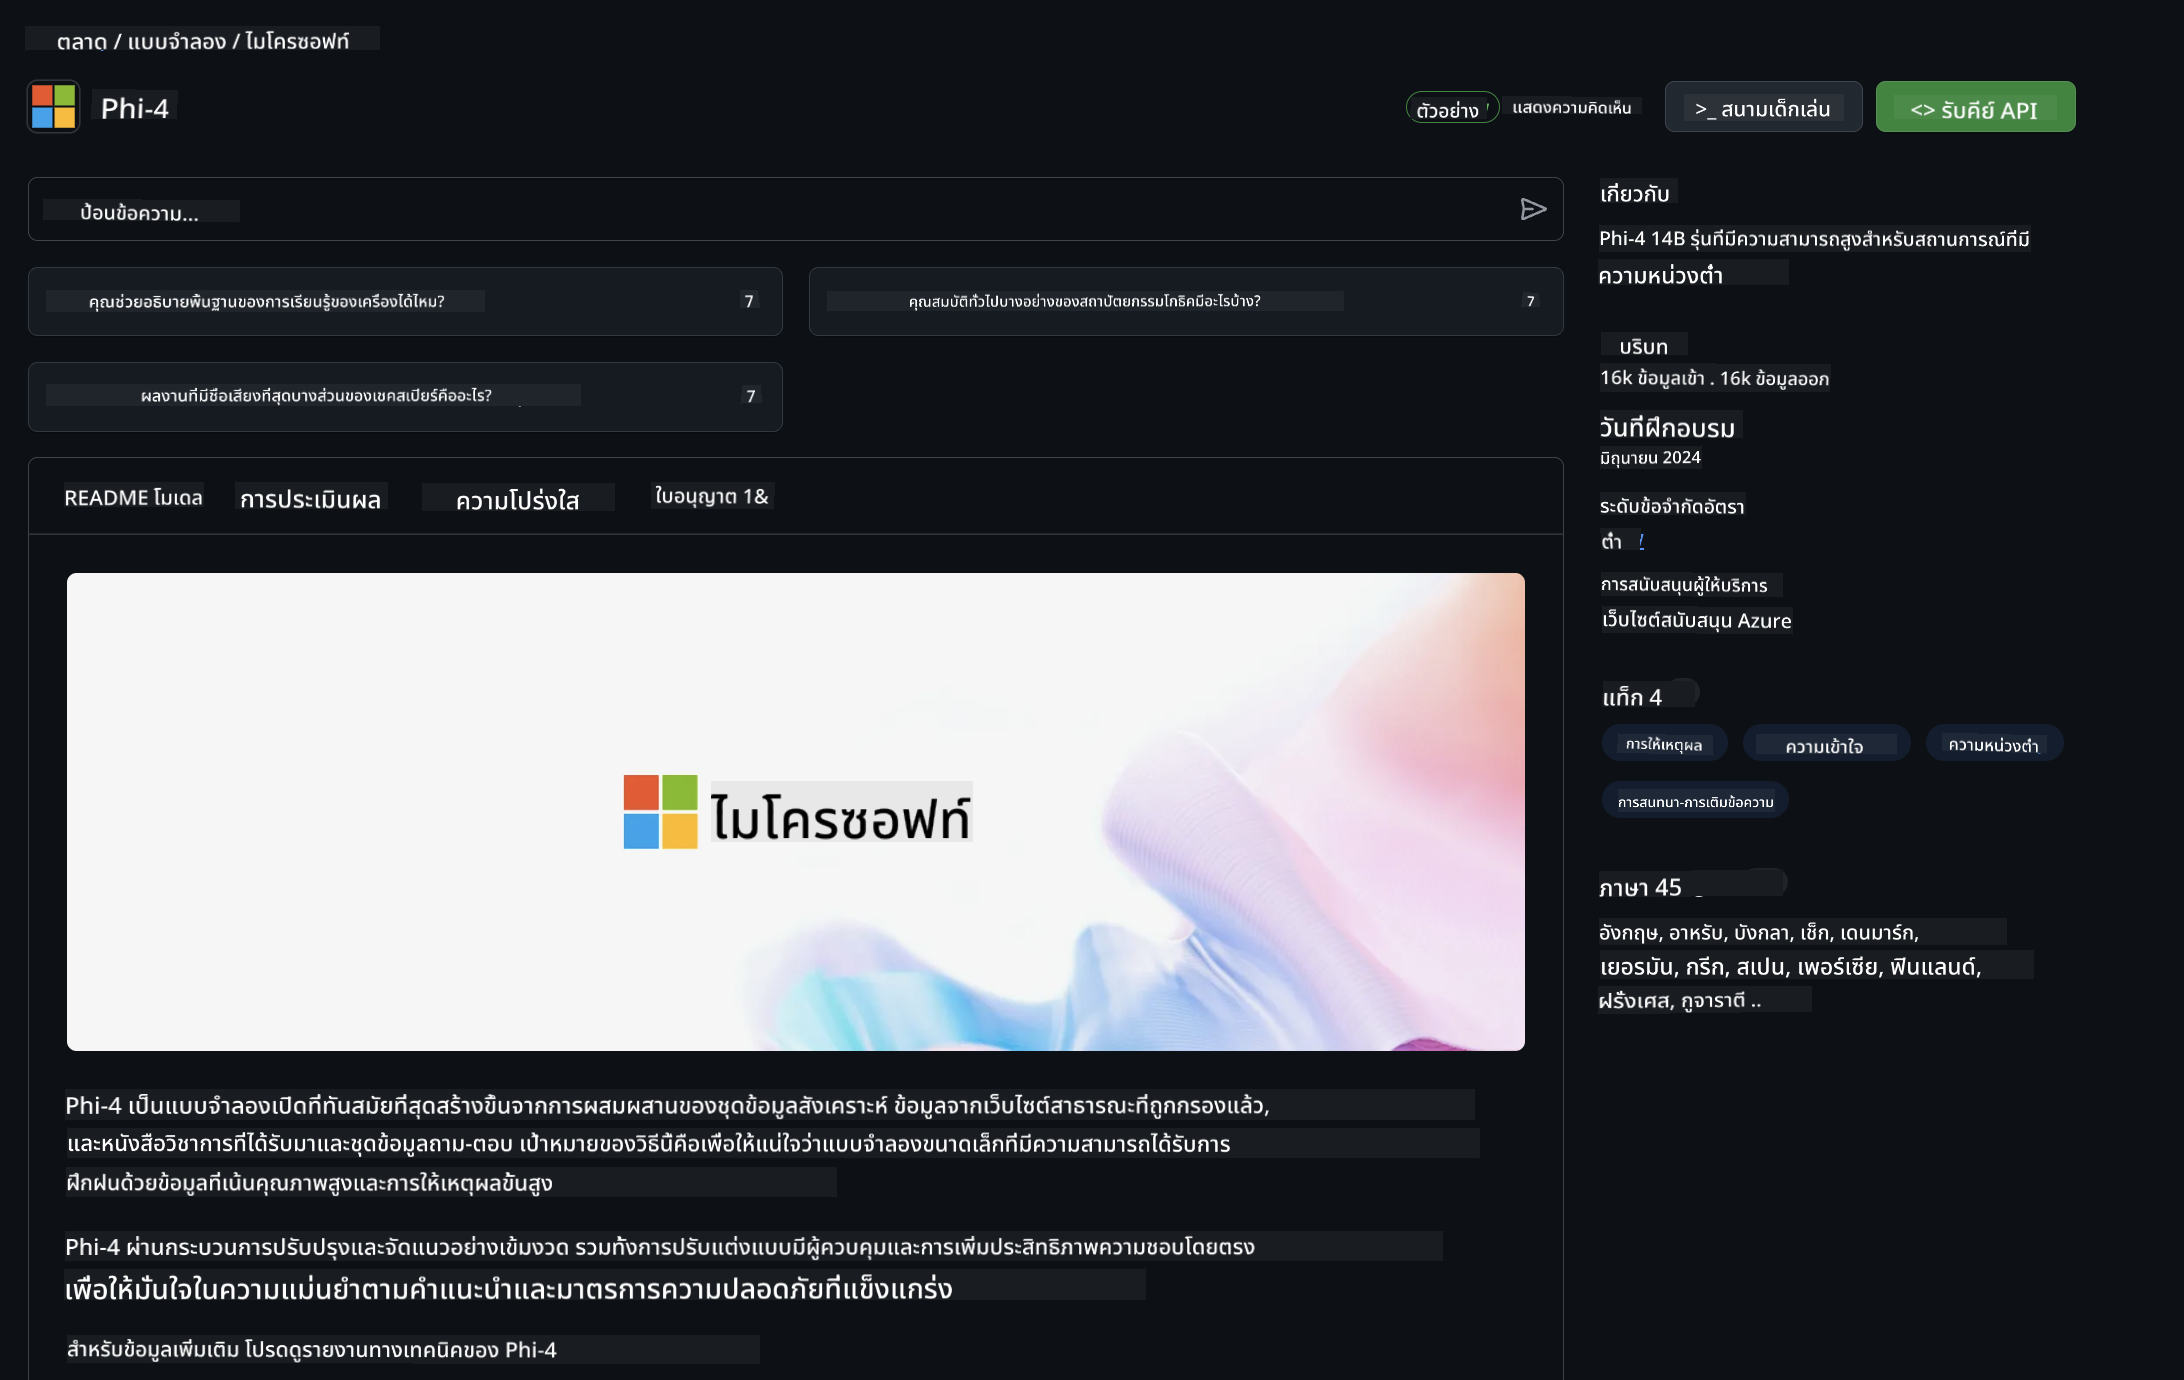 ตลาด / แบบจำลอง / ไมโครซอฟท์
Phi-4
ตัวอย่าง
แสดงความคิดเห็น
>_ สนามเด็กเล่น
<> รับคีย์ API
ป้อนข้อความ...
คุณช่วยอธิบายพื้นฐานของการเรียนรู้ของเครื่องได้ไหม?
7
คุณสมบัติทั่วไปบางอย่างของสถาปัตยกรรมโกธิคมีอะไรบ้าง?
7
ผลงานที่มีชื่อเสียงที่สุดบางส่วนของเชคสเปียร์คืออะไร?
7
README โมเดล
การประเมินผล
ความโปร่งใส
ใบอนุญาต 1&
ไมโครซอฟท์
Phi-4 เป็นแบบจำลองเปิดที่ทันสมัยที่สุดสร้างขึ้นจากการผสมผสานของชุดข้อมูลสังเคราะห์ ข้อมูลจากเว็บไซต์สาธารณะที่ถูกกรองแล้ว,
และหนังสือวิชาการที่ได้รับมาและชุดข้อมูลถาม-ตอบ เป้าหมายของวิธีนี้คือเพื่อให้แน่ใจว่าแบบจำลองขนาดเล็กที่มีความสามารถได้รับการ
ฝึกฝนด้วยข้อมูลที่เน้นคุณภาพสูงและการให้เหตุผลขั้นสูง
Phi-4 ผ่านกระบวนการปรับปรุงและจัดแนวอย่างเข้มงวด รวมทั้งการปรับแต่งแบบมีผู้ควบคุมและการเพิ่มประสิทธิภาพความชอบโดยตรง
เพื่อให้มั่นใจในความแม่นยำตามคำแนะนำและมาตรการความปลอดภัยที่แข็งแกร่ง
สำหรับข้อมูลเพิ่มเติม โปรดดูรายงานทางเทคนิคของ Phi-4
เกี่ยวกับ
Phi-4 14B รุ่นที่มีความสามารถสูงสำหรับสถานการณ์ที่มี
ความหน่วงต่ำ
บริบท
16k ข้อมูลเข้า . 16k ข้อมูลออก
วันที่ฝึกอบรม
มิถุนายน 2024
ระดับข้อจำกัดอัตรา
ต่ำ
การสนับสนุนผู้ให้บริการ
เว็บไซต์สนับสนุน Azure
แท็ก 4
การให้เหตุผล
ความเข้าใจ
ความหน่วงต่ำ
การสนทนา-การเติมข้อความ
ภาษา 45
อังกฤษ, อาหรับ, บังกลา, เช็ก, เดนมาร์ก,
เยอรมัน, กรีก, สเปน, เพอร์เซีย, ฟินแลนด์,
ฝรั่งเศส, กูจาราตี ..